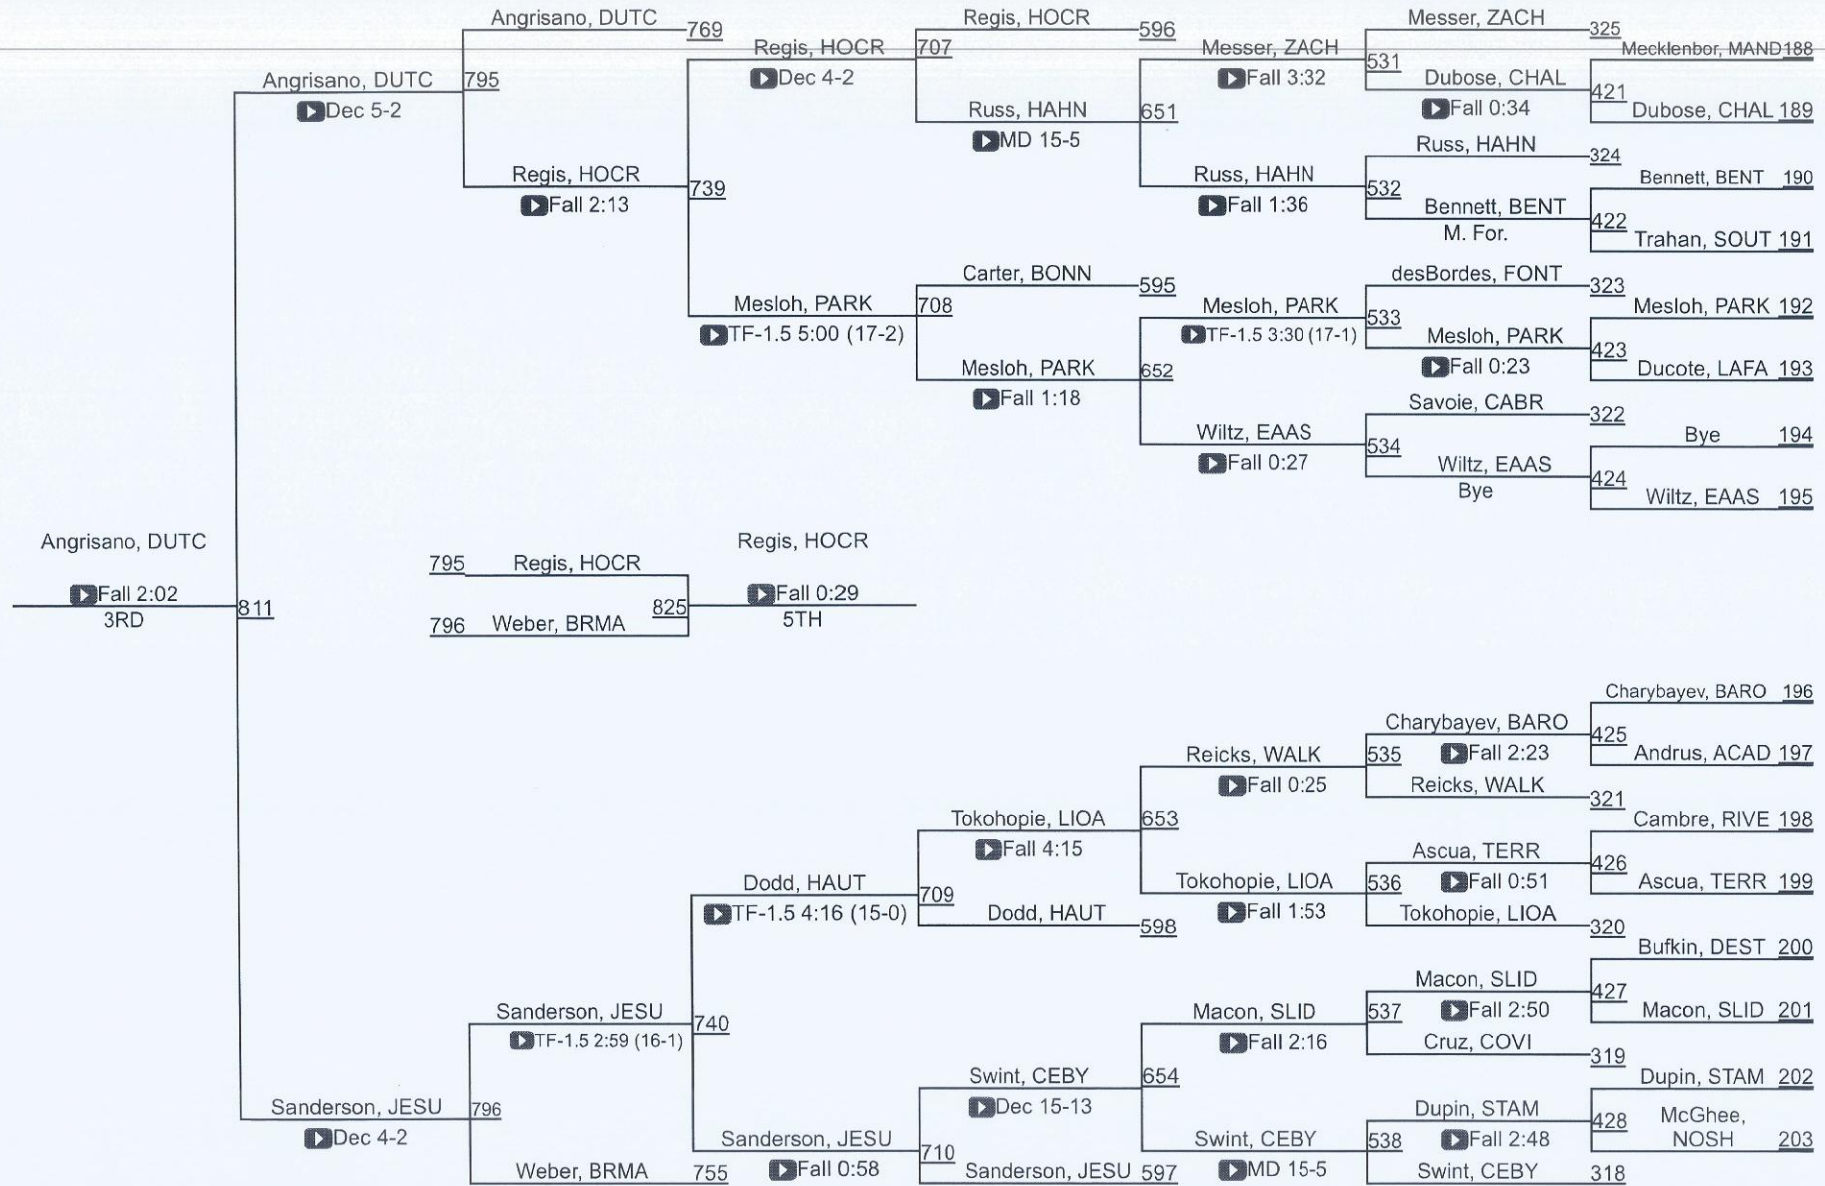 Angrisano, DUTC
769
Regis, HOCR
596
Messer, ZACH
325
Regis, HOCR
707
Messer, ZACH
Mecklenbor, MAND 188
Dec 4-2
Fall 3:32
531
Angrisano, DUTC
795
Dubose, CHAL
421
Dec 5-2
Russ, HAHN
651
Fall 0:34
Dubose, CHAL 189
MD 15-5
Russ, HAHN
324
Regis, HOCR
739
Russ, HAHN
532
Bennett, BENT 190
Fall 2:13
Fall 1:36
Bennett, BENT
422
M. For.
Trahan, SOUT 191
Carter, BONN
595
desBordes, FONT
323
Mesloh, PARK
708
Mesloh, PARK
533
Mesloh, PARK 192
TF-1.5 5:00 (17-2)
TF-1.5 3:30 (17-1)
Mesloh, PARK
423
Mesloh, PARK
652
Fall 0:23
Ducote, LAFA 193
Fall 1:18
Savoie, CABR
322
Wiltz, EAAS
534
Bye 194
Fall 0:27
Wiltz, EAAS
424
Bye
Wiltz, EAAS 195
Angrisano, DUTC
Regis, HOCR
795 Regis, HOCR
Fall 2:02
811
825
Fall 0:29
3RD
796 Weber, BRMA
5TH
Charybayev, BARO 196
Charybayev, BARO
425
Reicks, WALK
535
Fall 2:23
Andrus, ACAD 197
Fall 0:25
Reicks, WALK
321
Tokohopie, LIOA
653
Cambre, RIVE 198
Fall 4:15
Ascua, TERR
426
Dodd, HAUT
709
Tokohopie, LIOA
536
Fall 0:51
Ascua, TERR 199
TF-1.5 4:16 (15-0)
Dodd, HAUT
598
Fall 1:53
Tokohopie, LIOA
320
Bufkin, DEST 200
Macon, SLID
427
Sanderson, JESU
740
Macon, SLID
537
Fall 2:50
Macon, SLID 201
TF-1.5 2:59 (16-1)
Fall 2:16
Cruz, COVI
319
Swint, CEBY
654
Dupin, STAM 202
Sanderson, JESU
796
Dec 15-13
Dupin, STAM
428
McGhee,
Dec 4-2
Sanderson, JESU
710
Swint, CEBY
538
Fall 2:48
NOSH 203
Weber, BRMA
755
Fall 0:58
Sanderson, JESU 597
MD 15-5
Swint, CEBY
318